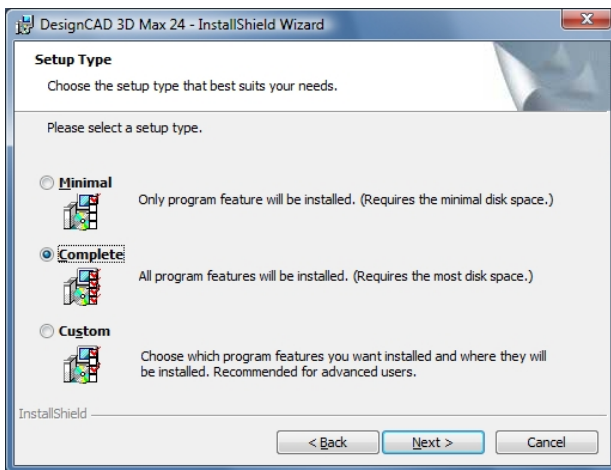 DesignCAD 3D Max 24 - InstallShield Wizard
Setup Type
Choose the setup type that best suits your needs.
Please select a setup type.
Minimal
Only program feature will be installed. (Requires the minimal disk space.)
Complete
All program features will be installed. (Requires the most disk space.)
Custom
Choose which program features you want installed and where they will
be installed. Recommended for advanced users.
InstallShield
< Back Next > Cancel